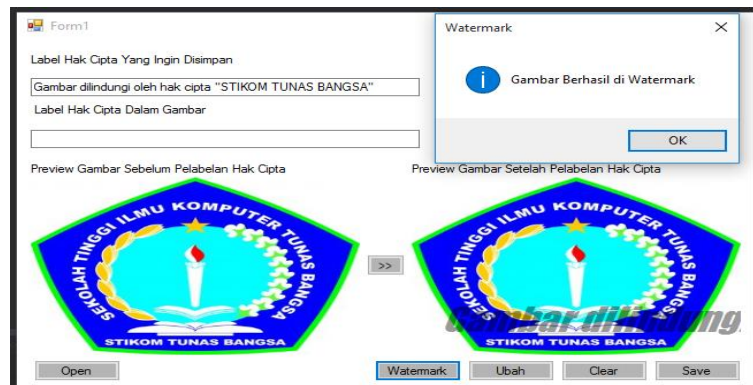 Form1
Watermark
Label Hak Cipta Yang Ingin Disimpan
Gambar dilindungi oleh hak cipta "STIKOM TUNAS BANGSA"
Gambar Berhasil di Watermark
Label Hak Cipta Dalam Gambar
OK
Preview Gambar Sebelum Pelabelan Hak Cipta
Preview Gambar Setelah Pelabelan Hak Cipta
SEKOLAH TINGGI ILMU KOMPUTER TUNAS BANGSA
STIKOM TUNAS BANGSA
>>
SEKOLAH TINGGI ILMU KOMPUTER TUNAS BANGSA
Gambar dilindung
STIKOM TUNAS BANGSA
Open
Watermark
Ubah
Clear
Save